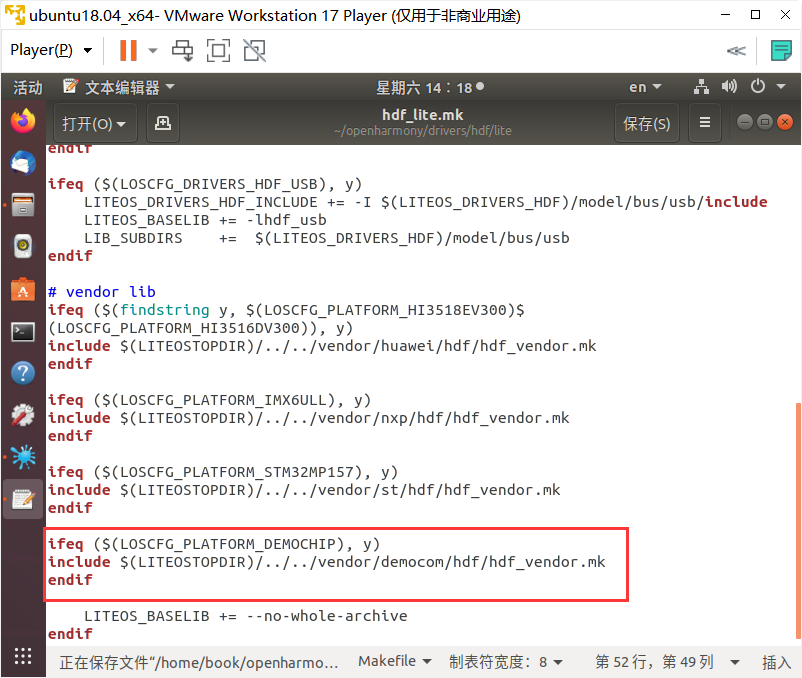 ubuntu18.04_x64- VMware Workstation 17 Player (仅用于非商业用途)
Player(P)
活动 文本编辑器 星期六 14:18 en
打开(O) hdf_lite.mk 保存(S)
~/openharmony/drivers/hdf/lite
endif
ifeq ($(LOSCFG_DRIVERS_HDF_USB), y)
LITEOS_DRIVERS_HDF_INCLUDE += -I $(LITEOS_DRIVERS_HDF)/model/bus/usb/include
LITEOS_BASELIB += -lhdf_usb
LIB_SUBDIRS    +=  $(LITEOS_DRIVERS_HDF)/model/bus/usb
endif
# vendor lib
ifeq ($(findstring y, $(LOSCFG_PLATFORM_HI3518EV300)$
(LOSCFG_PLATFORM_HI3516DV300)), y)
include $(LITEOSTOPDIR)/../../vendor/huawei/hdf/hdf_vendor.mk
endif
ifeq ($(LOSCFG_PLATFORM_IMX6ULL), y)
include $(LITEOSTOPDIR)/../../vendor/nxp/hdf/hdf_vendor.mk
endif
ifeq ($(LOSCFG_PLATFORM_STM32MP157), y)
include $(LITEOSTOPDIR)/../../vendor/st/hdf/hdf_vendor.mk
endif
ifeq ($(LOSCFG_PLATFORM_DEMOCHIP), y)
include $(LITEOSTOPDIR)/../../vendor/democom/hdf/hdf_vendor.mk
endif
LITEOS_BASELIB += --no-whole-archive
endif
正在保存文件“/home/book/openharmo… Makefile 制表符宽度：8 第 52 行，第 49 列 插入